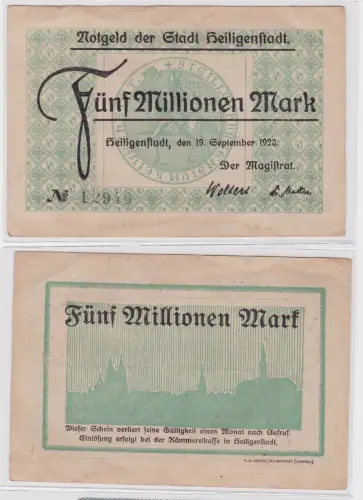 Notgeld der Stadt Heiligenstadt.
Fünf Millionen Mark
Heiligenstadt, den 19. September 1923.
Der Magistrat.
№ 12946
Fünf Millionen Mark
Dieser Schein verliert seine Gültigkeit einen Monat nach Aufruf.
Einlösung erfolgt bei der Kämmereikasse in Heiligenstadt.